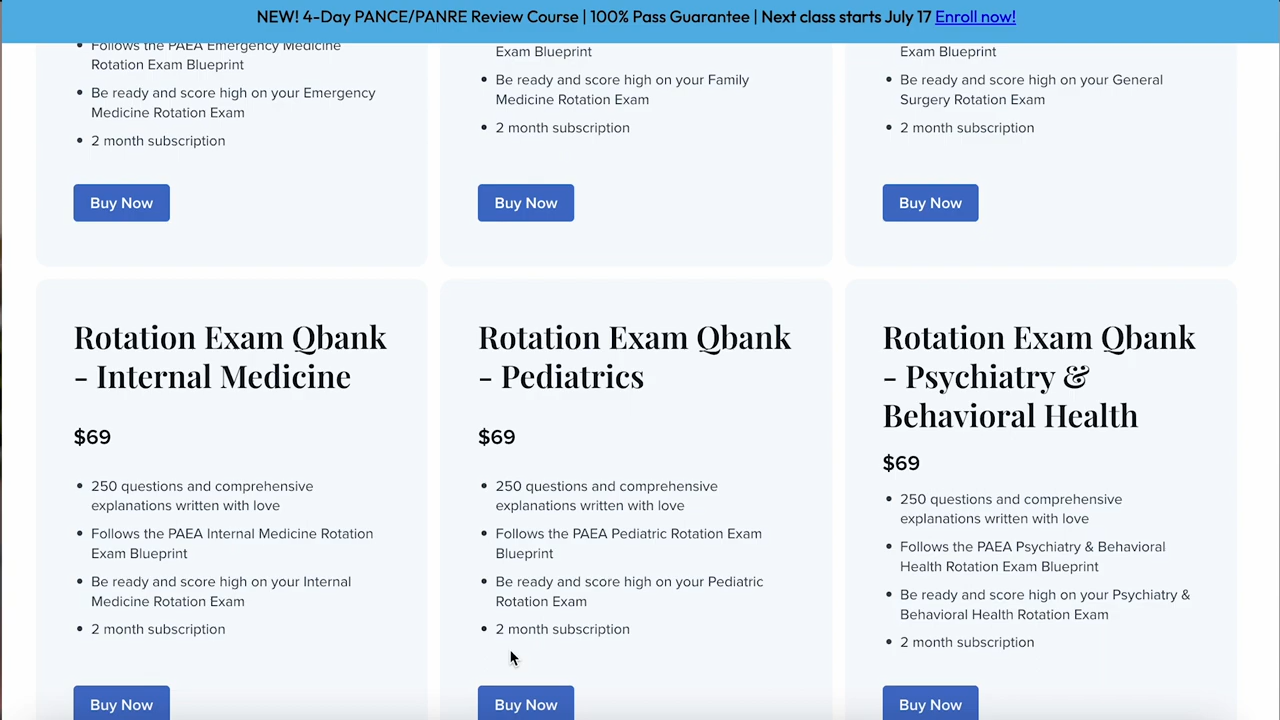 NEW! 4-Day PANCE/PANRE Review Course | 100% Pass Guarantee | Next class starts July 17 Enroll now!
Follows the PAEA Emergency Medicine
Rotation Exam Blueprint
Be ready and score high on your Emergency
Medicine Rotation Exam
2 month subscription
Buy Now
Exam Blueprint
Be ready and score high on your Family
Medicine Rotation Exam
2 month subscription
Buy Now
Exam Blueprint
Be ready and score high on your General
Surgery Rotation Exam
2 month subscription
Buy Now
Rotation Exam Qbank
- Internal Medicine
$69
250 questions and comprehensive
explanations written with love
Follows the PAEA Internal Medicine Rotation
Exam Blueprint
Be ready and score high on your Internal
Medicine Rotation Exam
2 month subscription
Buy Now
Rotation Exam Qbank
- Pediatrics
$69
250 questions and comprehensive
explanations written with love
Follows the PAEA Pediatric Rotation Exam
Blueprint
Be ready and score high on your Pediatric
Rotation Exam
2 month subscription
Buy Now
Rotation Exam Qbank
- Psychiatry &
Behavioral Health
$69
250 questions and comprehensive
explanations written with love
Follows the PAEA Psychiatry & Behavioral
Health Rotation Exam Blueprint
Be ready and score high on your Psychiatry &
Behavioral Health Rotation Exam
2 month subscription
Buy Now